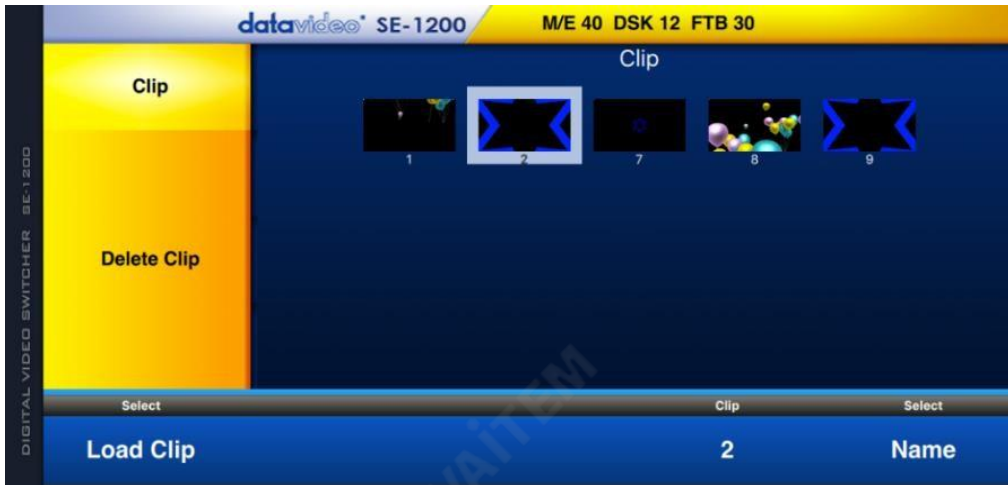 datavideo SE-1200
M/E 40 DSK 12 FTB 30
DIGITAL VIDEO SWITCHER SE-1200
Clip
Delete Clip
Clip
1
2
7
8
9
Select
Clip
Select
Load Clip
2
Name